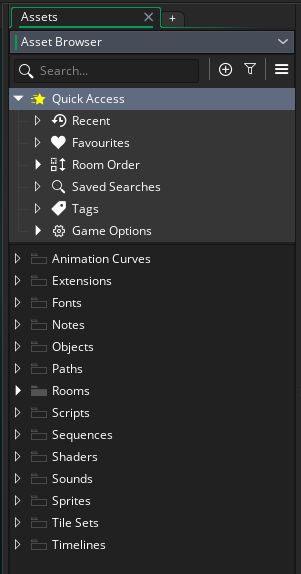 Assets
Asset Browser
Search...
Quick Access
Recent
Favourites
Room Order
Saved Searches
Tags
Game Options
Animation Curves
Extensions
Fonts
Notes
Objects
Paths
Rooms
Scripts
Sequences
Shaders
Sounds
Sprites
Tile Sets
Timelines